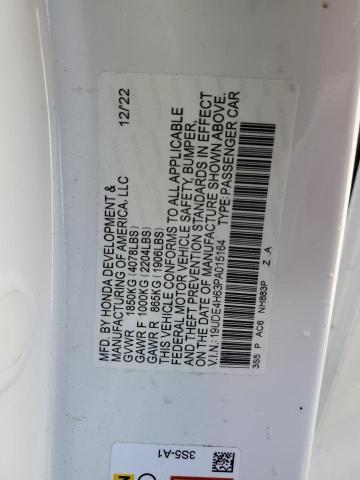 MFD. BY HONDA DEVELOPMENT & 12/22
MANUFACTURING OF AMERICA, LLC
GVWR 1850KG (4078LBS)
GAWR F 1000KG (2204LBS)
GAWR R 865KG (1906LBS)
THIS VEHICLE CONFORMS TO ALL APPLICABLE
FEDERAL MOTOR VEHICLE SAFETY, BUMPER,
AND THEFT PREVENTION STANDARDS IN EFFECT
ON THE DATE OF MANUFACTURE SHOWN ABOVE.
V.I.N.: 19UDE4H63PA015164 TYPE:PASSENGER CAR
3S5 P AC6 NH883P Z .A
3S5-A1